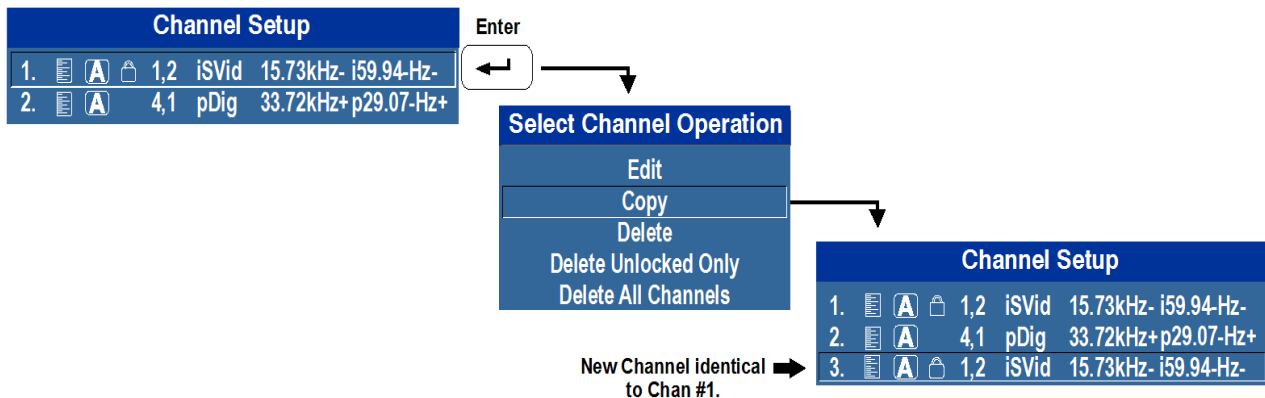 Channel Setup
1. A 1,2 iSVid 15.73kHz- i59.94-Hz-
2. A 4,1 pDig 33.72kHz+ p29.07-Hz+
Enter
Select Channel Operation
Edit
Copy
Delete
Delete Unlocked Only
Delete All Channels
Channel Setup
1. A 1,2 iSVid 15.73kHz- i59.94-Hz-
2. A 4,1 pDig 33.72kHz+ p29.07-Hz+
3. A 1,2 iSVid 15.73kHz- i59.94-Hz-
New Channel identical
to Chan #1.